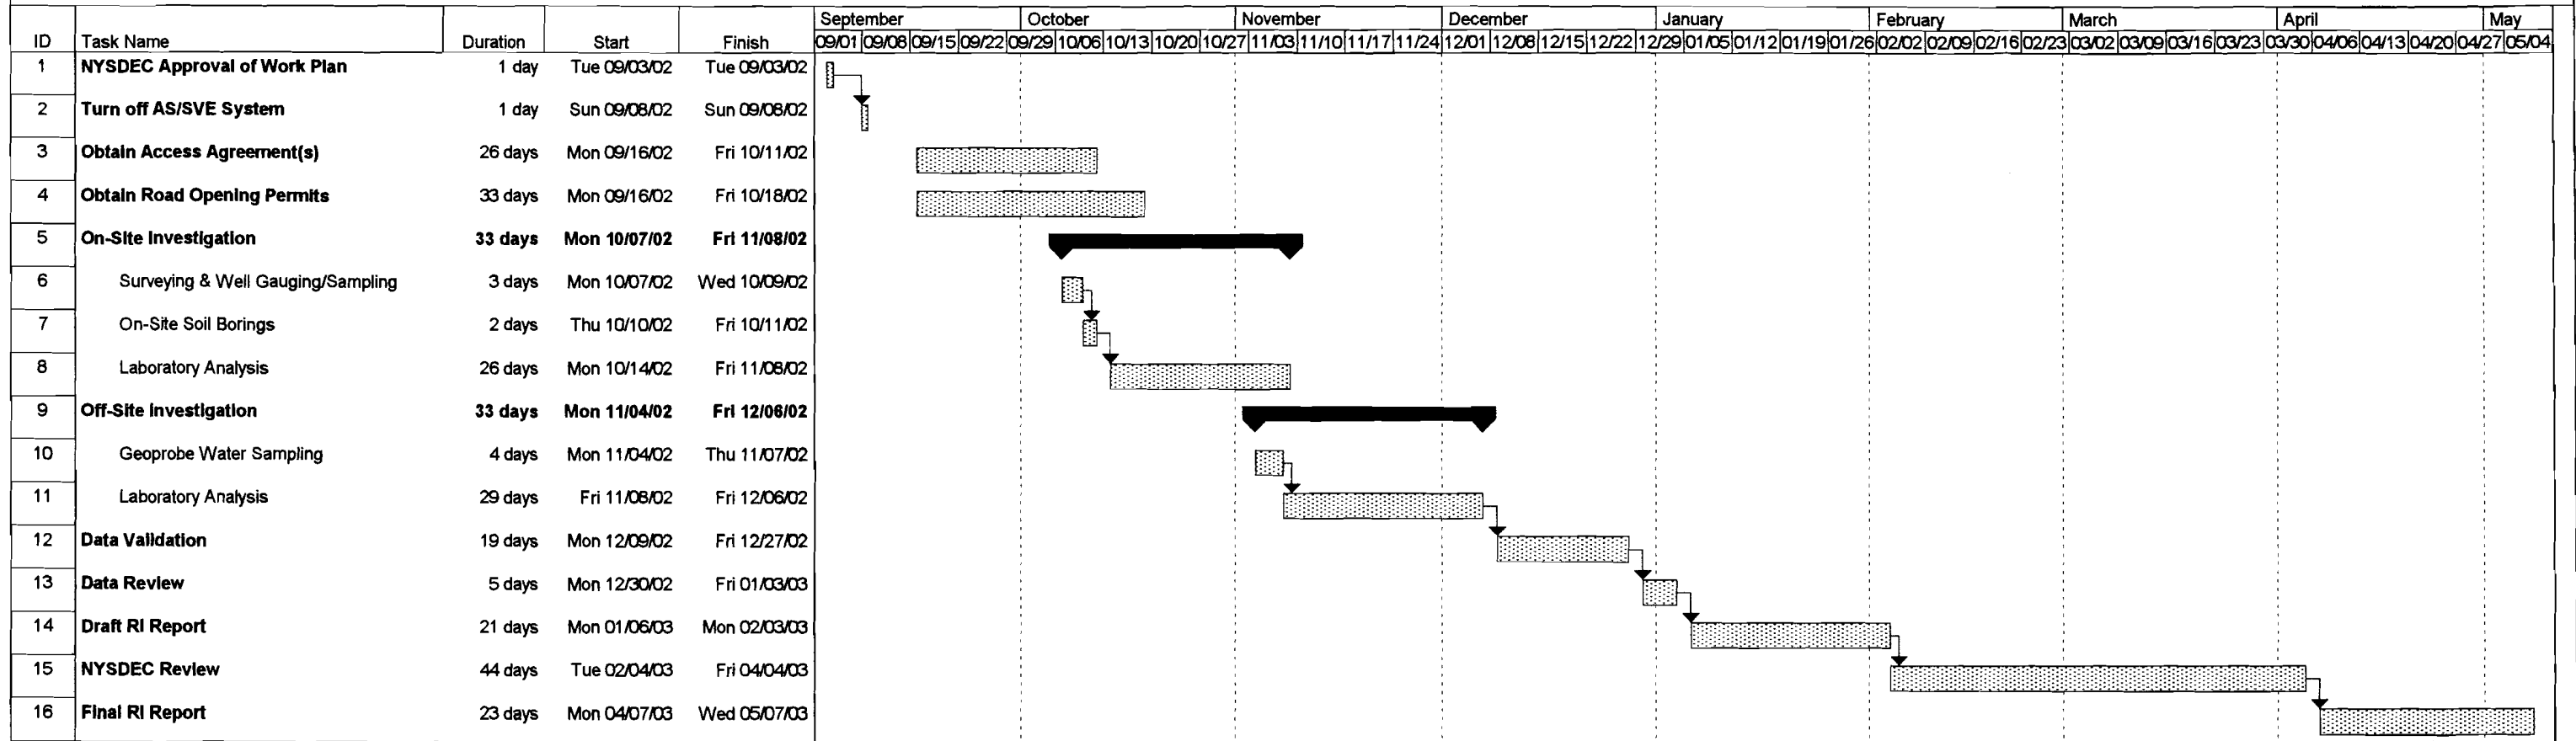 September October November December January February March April May
ID Task Name Duration Start Finish 09/01 09/08 09/15 09/22 09/29 10/06 10/13 10/20 10/27 11/03 11/10 11/17 11/24 12/01 12/08 12/15 12/22 12/29 01/05 01/12 01/19 01/26 02/02 02/09 02/16 02/23 03/02 03/09 03/16 03/23 03/30 04/06 04/13 04/20 04/27 05/04
1 NYSDEC Approval of Work Plan 1 day Tue 09/03/02 Tue 09/03/02
2 Turn off AS/SVE System 1 day Sun 09/08/02 Sun 09/08/02
3 Obtain Access Agreement(s) 26 days Mon 09/16/02 Fri 10/11/02
4 Obtain Road Opening Permits 33 days Mon 09/16/02 Fri 10/18/02
5 On-Site Investigation 33 days Mon 10/07/02 Fri 11/08/02
6 Surveying & Well Gauging/Sampling 3 days Mon 10/07/02 Wed 10/09/02
7 On-Site Soil Borings 2 days Thu 10/10/02 Fri 10/11/02
8 Laboratory Analysis 26 days Mon 10/14/02 Fri 11/08/02
9 Off-Site Investigation 33 days Mon 11/04/02 Fri 12/06/02
10 Geoprobe Water Sampling 4 days Mon 11/04/02 Thu 11/07/02
11 Laboratory Analysis 29 days Fri 11/08/02 Fri 12/06/02
12 Data Validation 19 days Mon 12/09/02 Fri 12/27/02
13 Data Review 5 days Mon 12/30/02 Fri 01/03/03
14 Draft RI Report 21 days Mon 01/06/03 Mon 02/03/03
15 NYSDEC Review 44 days Tue 02/04/03 Fri 04/04/03
16 Final RI Report 23 days Mon 04/07/03 Wed 05/07/03